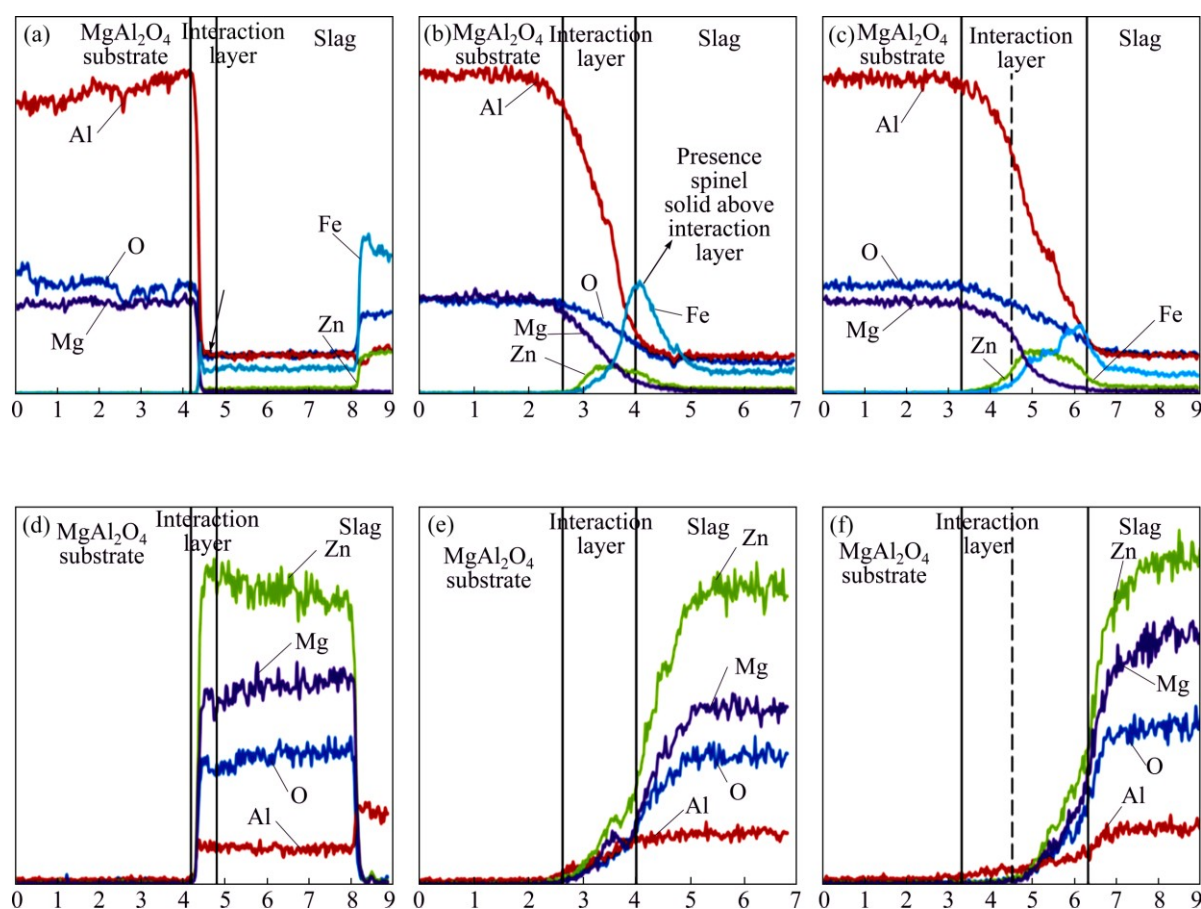 (a) MgAl2O4 Interaction Slag
substrate layer
Al
O
Mg
Fe
Zn
0 1 2 3 4 5 6 7 8 9
(b) MgAl2O4 Interaction Slag
substrate layer
Al
Presence
spinel
solid above
interaction
layer
O
Mg
Fe
Zn
0 1 2 3 4 5 6 7
(c) MgAl2O4 Interaction Slag
substrate layer
Al
O
Mg
Zn
Fe
0 1 2 3 4 5 6 7 8 9
(d) MgAl2O4 Interaction Slag
substrate layer
Zn
Mg
O
Al
0 1 2 3 4 5 6 7 8 9
(e) MgAl2O4 Interaction Slag
substrate layer
Zn
Mg
O
Al
0 1 2 3 4 5 6 7
(f) MgAl2O4 Interaction Slag
substrate layer
Zn
Mg
O
Al
0 1 2 3 4 5 6 7 8 9